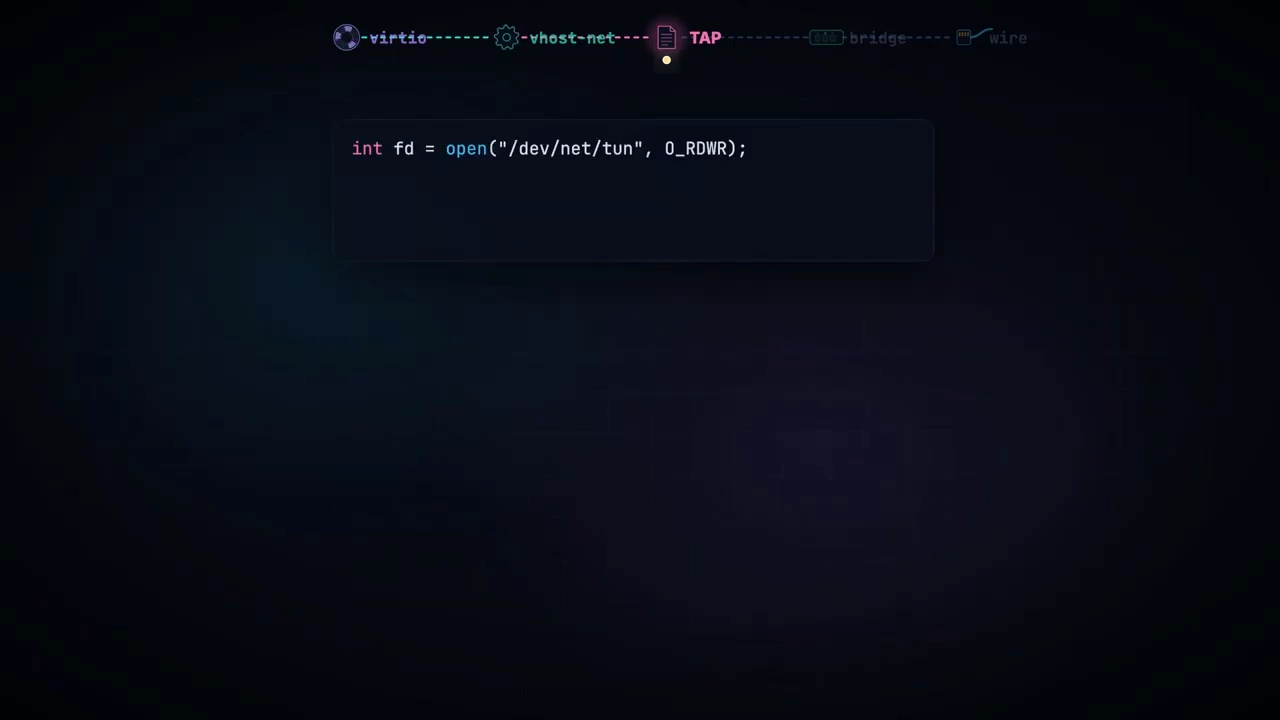 virtio vhost-net TAP bridge wire
int fd = open("/dev/net/tun", O_RDWR);